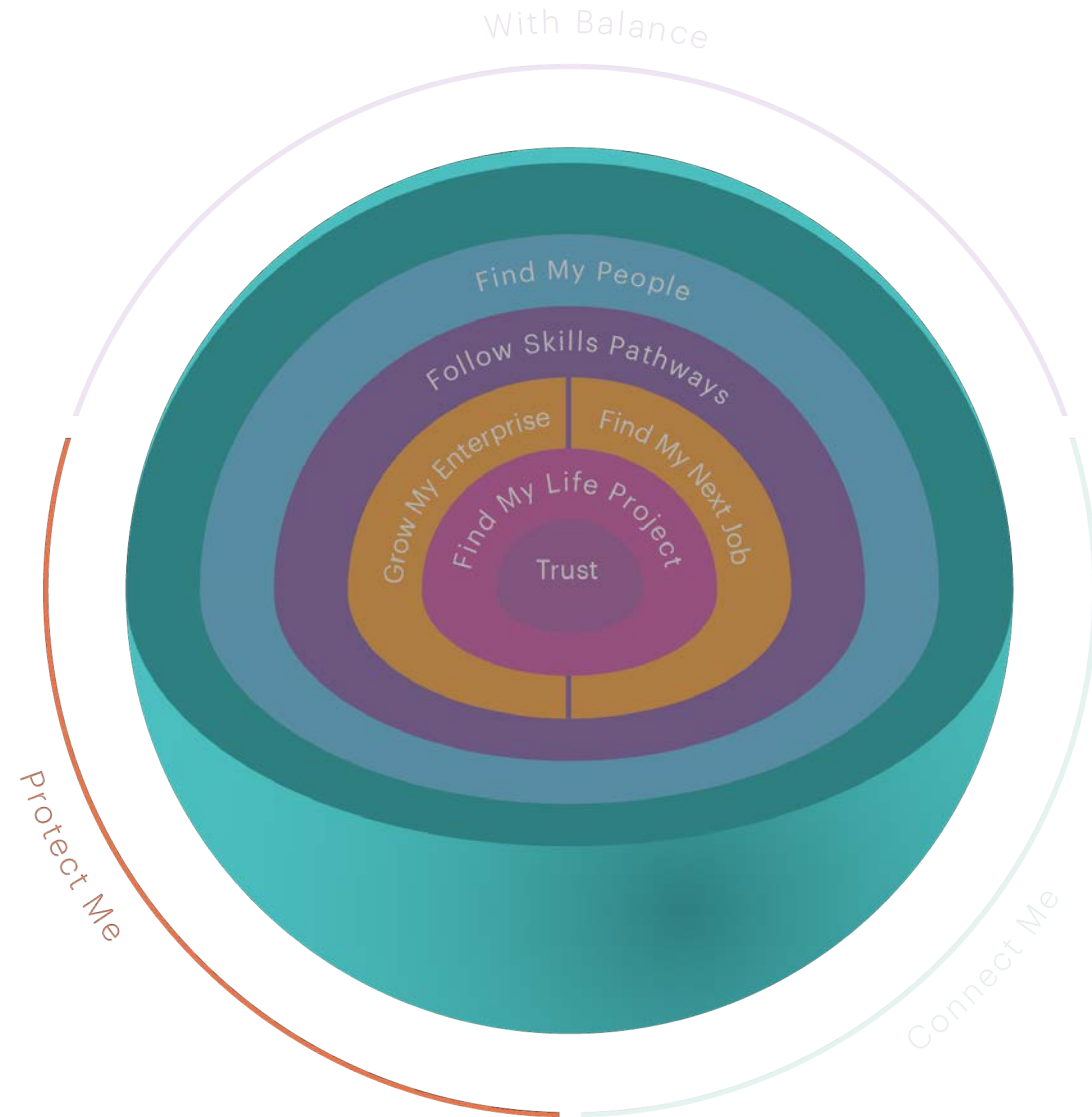 With Balance
Find My People
Follow Skills Pathways
Grow My Enterprise
Find My Next Job
Find My Life Project
Trust
Protect Me
Connect Me